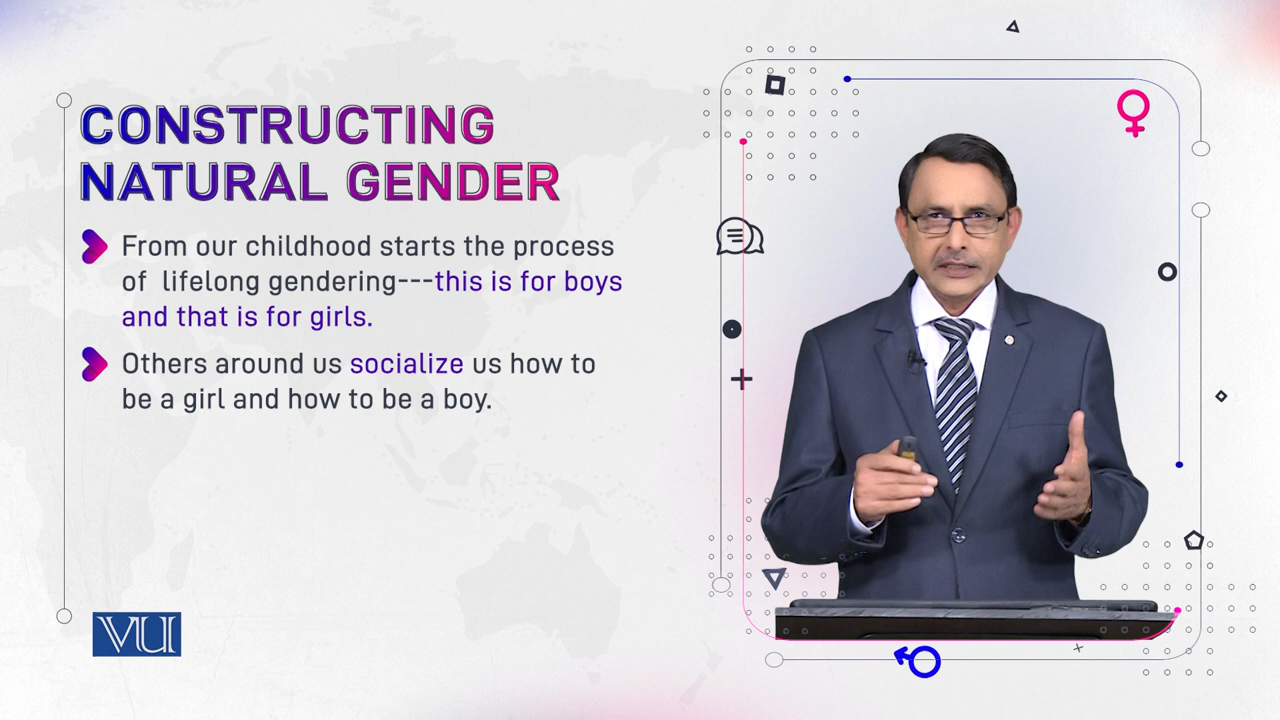 CONSTRUCTING
NATURAL GENDER
From our childhood starts the process
of lifelong gendering---this is for boys
and that is for girls.
Others around us socialize us how to
be a girl and how to be a boy.
VU